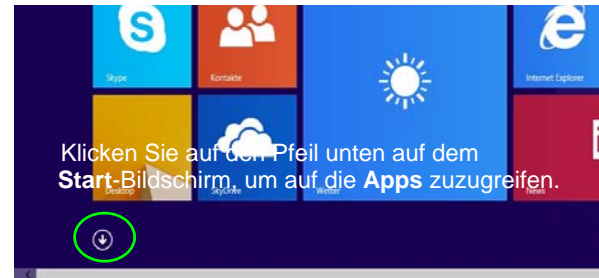 Skype
Kontakte
Internet Explorer
Klicken Sie auf den Pfeil unten auf dem
Start-Bildschirm, um auf die Apps zuzugreifen.
Desktop
SkyDrive
Wetter
News